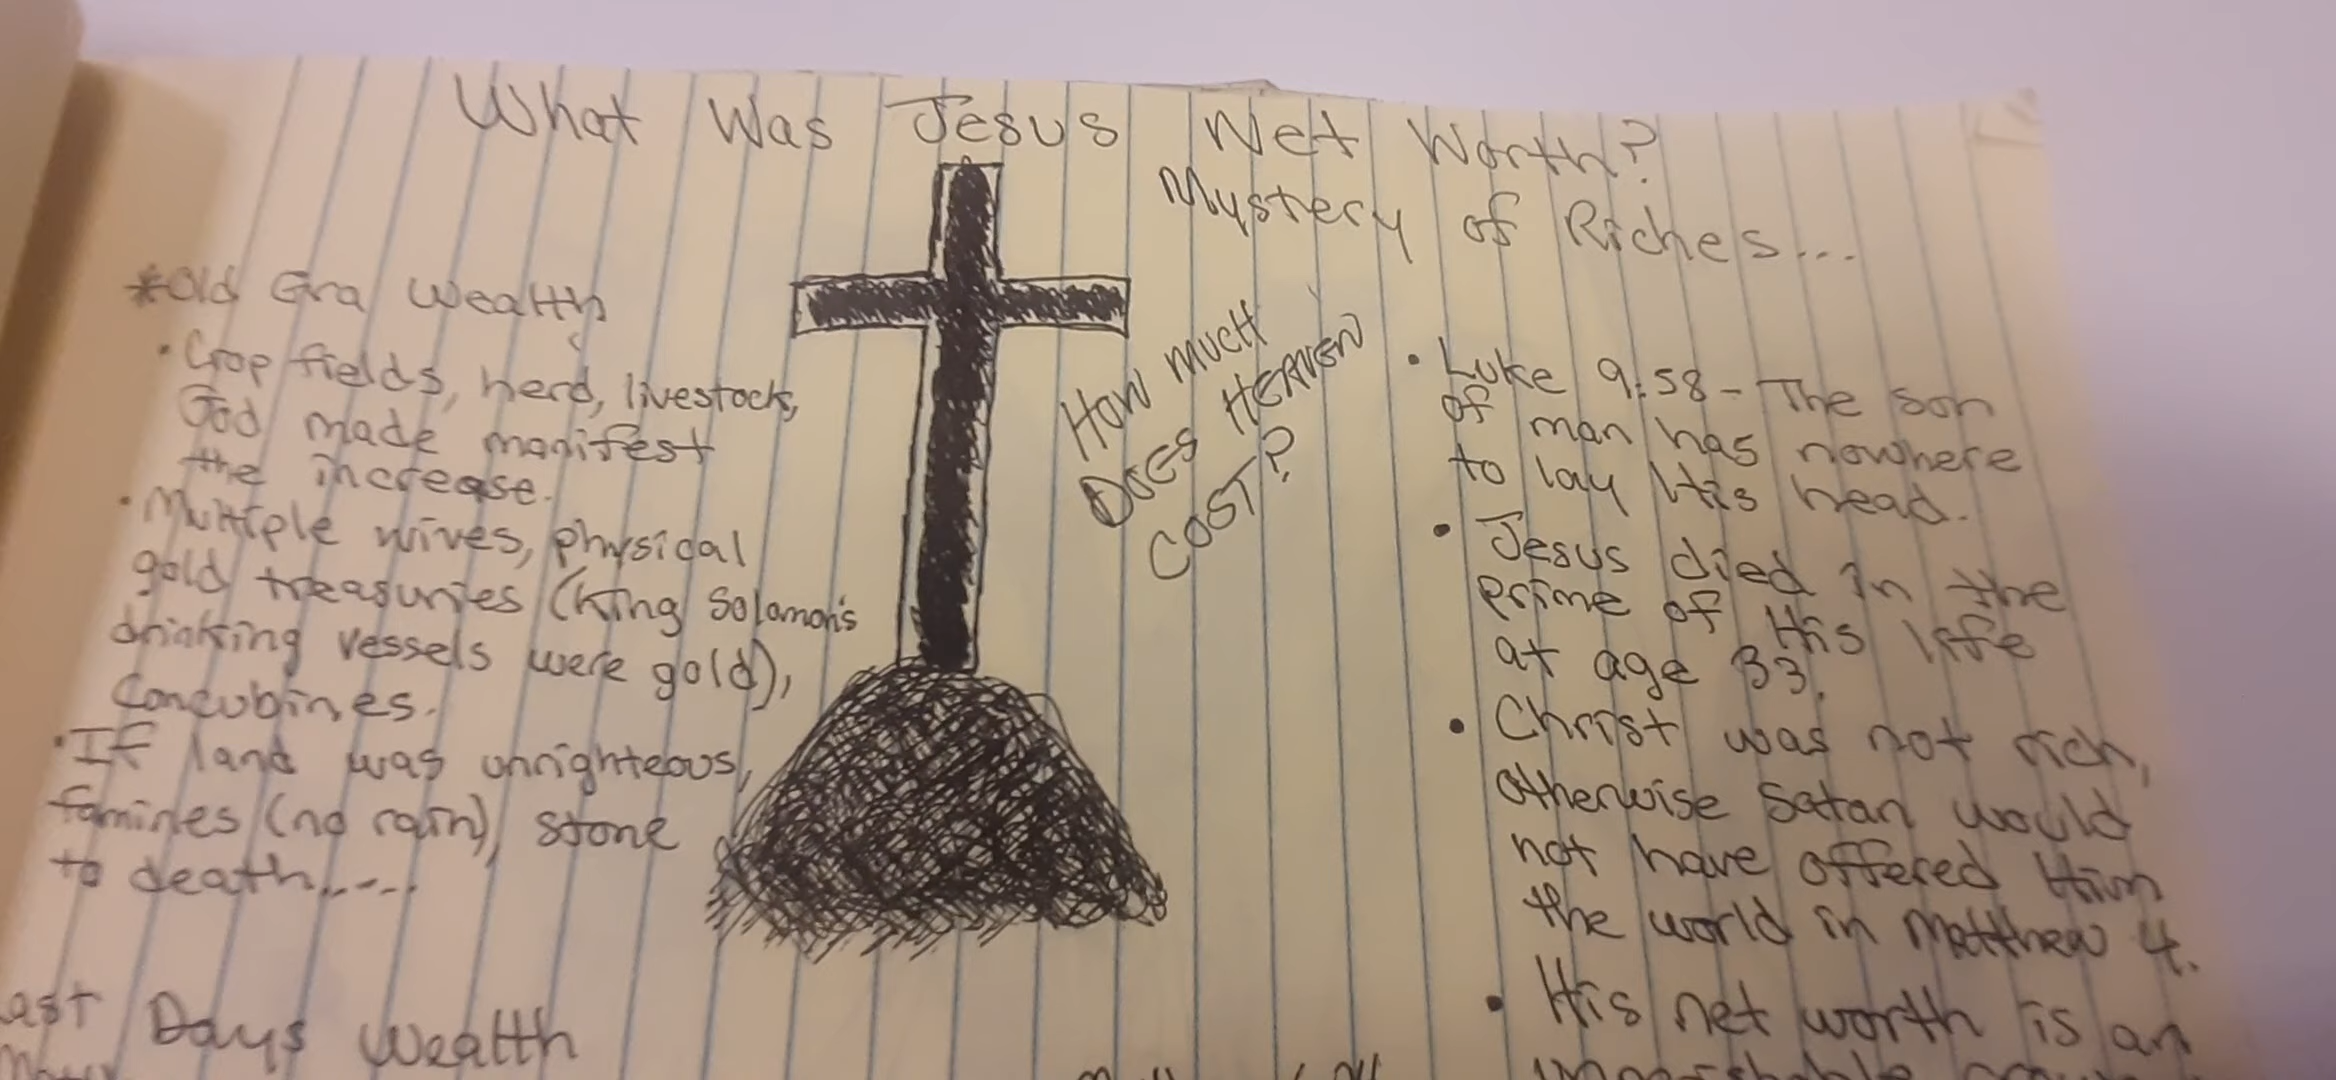 What Was Jesus Net Worth?
Mystery of Riches...
*Old Era Wealth
• Crop fields, herd, livestock,
God made manifest
the increase.
• Multiple wives, physical
gold treasuries (King Solomon's
drinking vessels were gold),
Concubines.
• If land was unrighteous,
famines (no rain), stone
to death.....
Last Days Wealth
HOW MUCH
DOES HEAVEN
COST?
• Luke 9:58 - The son
of man has nowhere
to lay His head.
• Jesus died in the
prime of His life
at age 33.
• Christ was not rich,
otherwise Satan would
not have offered Him
the world in Matthew 4.
• His net worth is an